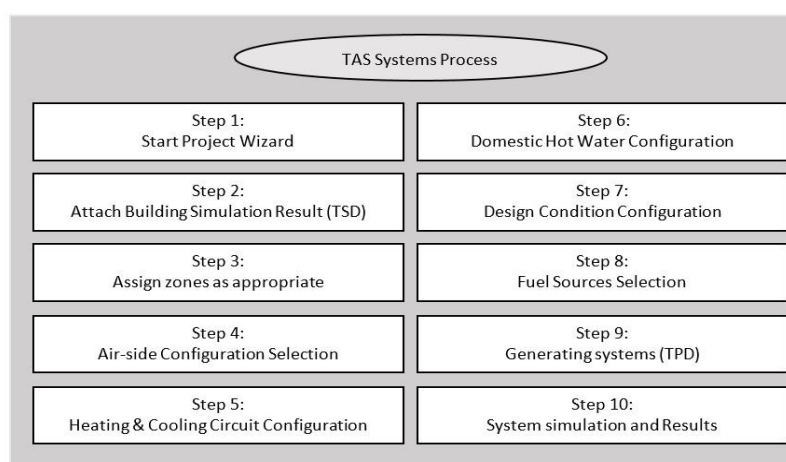 TAS Systems Process
Step 1:
Start Project Wizard
Step 2:
Attach Building Simulation Result (TSD)
Step 3:
Assign zones as appropriate
Step 4:
Air-side Configuration Selection
Step 5:
Heating & Cooling Circuit Configuration
Step 6:
Domestic Hot Water Configuration
Step 7:
Design Condition Configuration
Step 8:
Fuel Sources Selection
Step 9:
Generating systems (TPD)
Step 10:
System simulation and Results